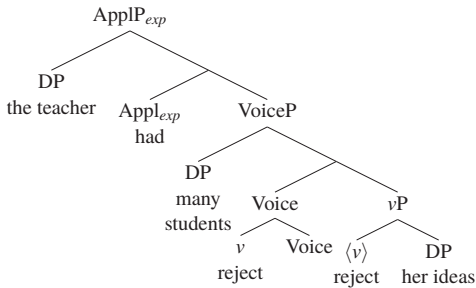 ApplP_exp
DP
the teacher
Appl_exp
had
VoiceP
DP
many
students
Voice
vP
v
reject
Voice
⟨v⟩
reject
DP
her ideas